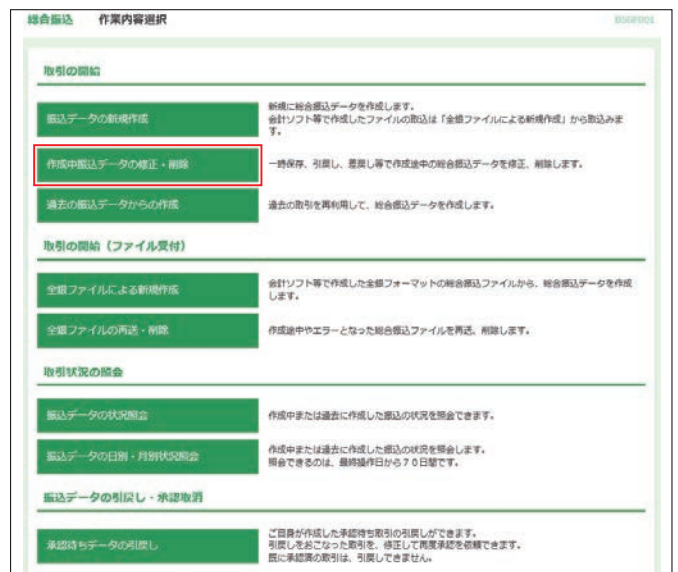 総合振込 作業内容選択
BSGF001
取引の開始
振込データの新規作成
新規に総合振込データを作成します。
会計ソフト等で作成したファイルの取込は「全銀ファイルによる新規作成」から取込みま
す。
作成中振込データの修正・削除
一時保存、引戻し、差戻し等で作成途中の総合振込データを修正、削除します。
過去の振込データからの作成
過去の取引を再利用して、総合振込データを作成します。
取引の開始（ファイル受付）
全銀ファイルによる新規作成
会計ソフト等で作成した全銀フォーマットの総合振込ファイルから、総合振込データを作成
します。
全銀ファイルの再送・削除
作成途中やエラーとなった総合振込ファイルを再送、削除します。
取引状況の照会
振込データの状況照会
作成中または過去に作成した振込の状況を照会できます。
振込データの日別・月別状況照会
作成中または過去に作成した振込の状況を照会します。
照会できるのは、最終操作日から７０日間です。
振込データの引戻し・承認取消
承認待ちデータの引戻し
ご自身が作成した承認待ち取引の引戻しができます。
引戻しをおこなった取引を、修正して再度承認を依頼できます。
既に承認済の取引は、引戻しできません。